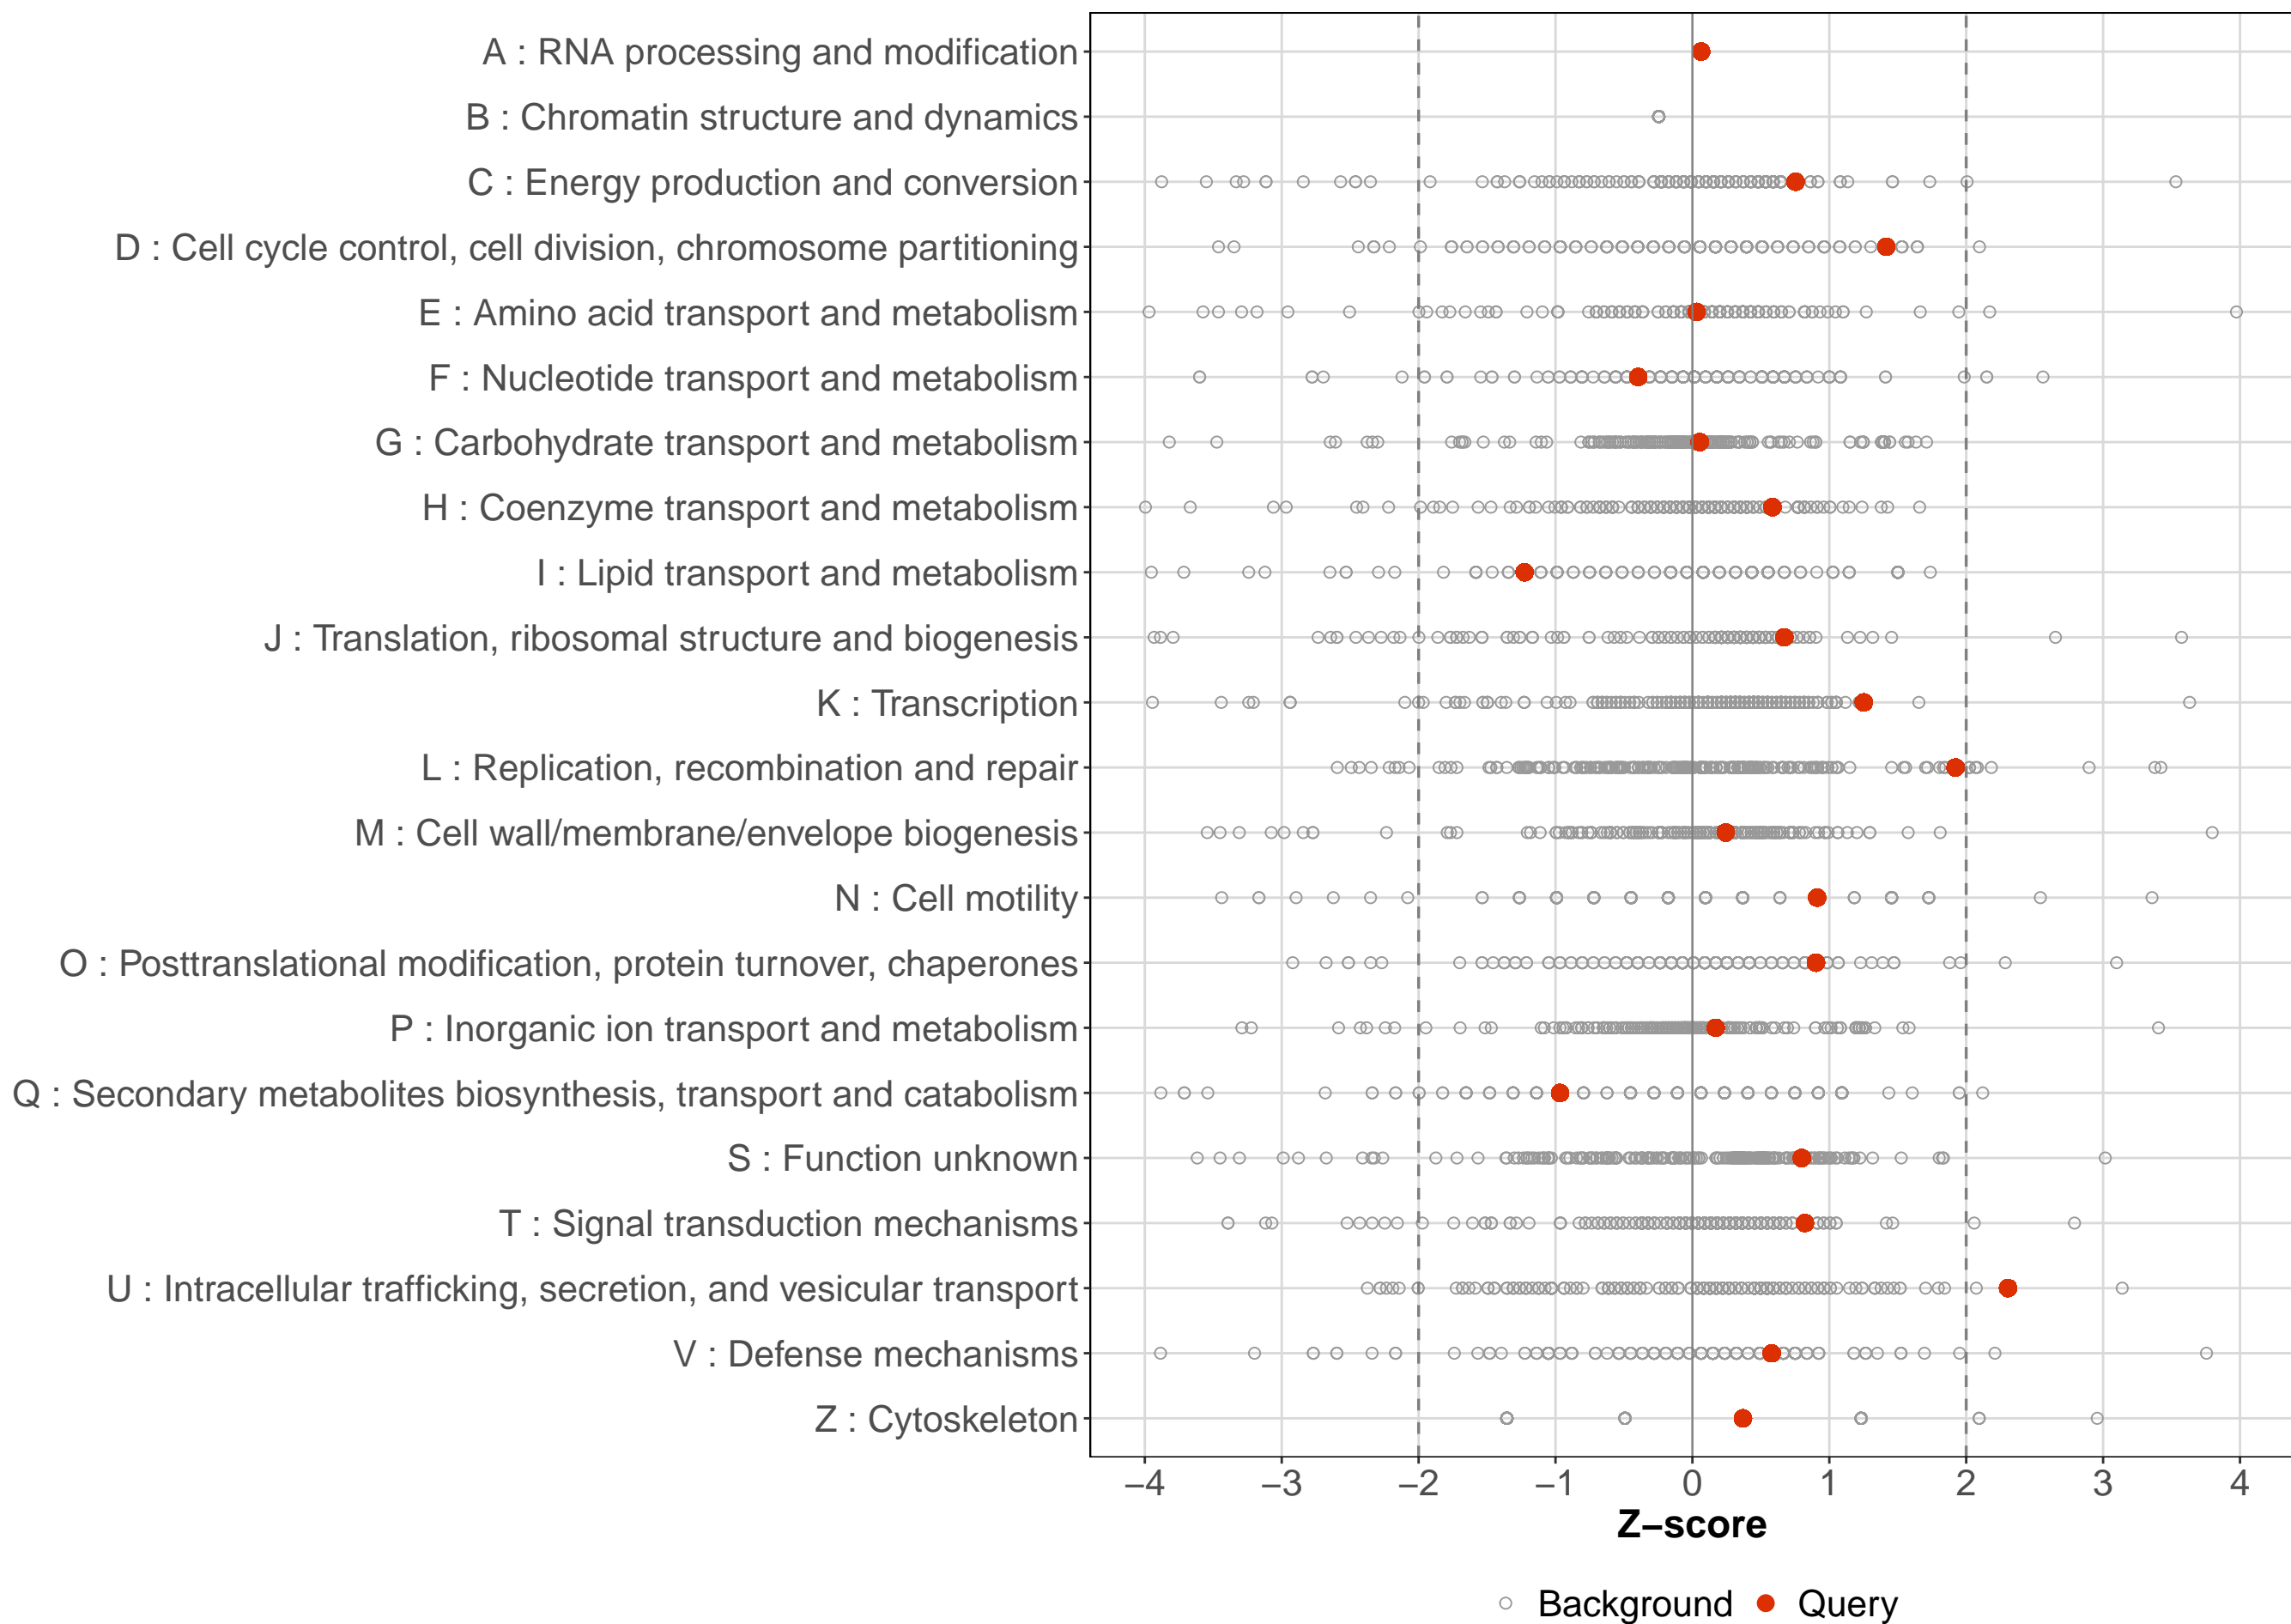 A : RNA processing and modification
B : Chromatin structure and dynamics
C : Energy production and conversion
D : Cell cycle control, cell division, chromosome partitioning
E : Amino acid transport and metabolism
F : Nucleotide transport and metabolism
G : Carbohydrate transport and metabolism
H : Coenzyme transport and metabolism
I : Lipid transport and metabolism
J : Translation, ribosomal structure and biogenesis
K : Transcription
L : Replication, recombination and repair
M : Cell wall/membrane/envelope biogenesis
N : Cell motility
O : Posttranslational modification, protein turnover, chaperones
P : Inorganic ion transport and metabolism
Q : Secondary metabolites biosynthesis, transport and catabolism
S : Function unknown
T : Signal transduction mechanisms
U : Intracellular trafficking, secretion, and vesicular transport
V : Defense mechanisms
Z : Cytoskeleton
−4 −3 −2 −1 0 1 2 3 4
Z−score
Background Query